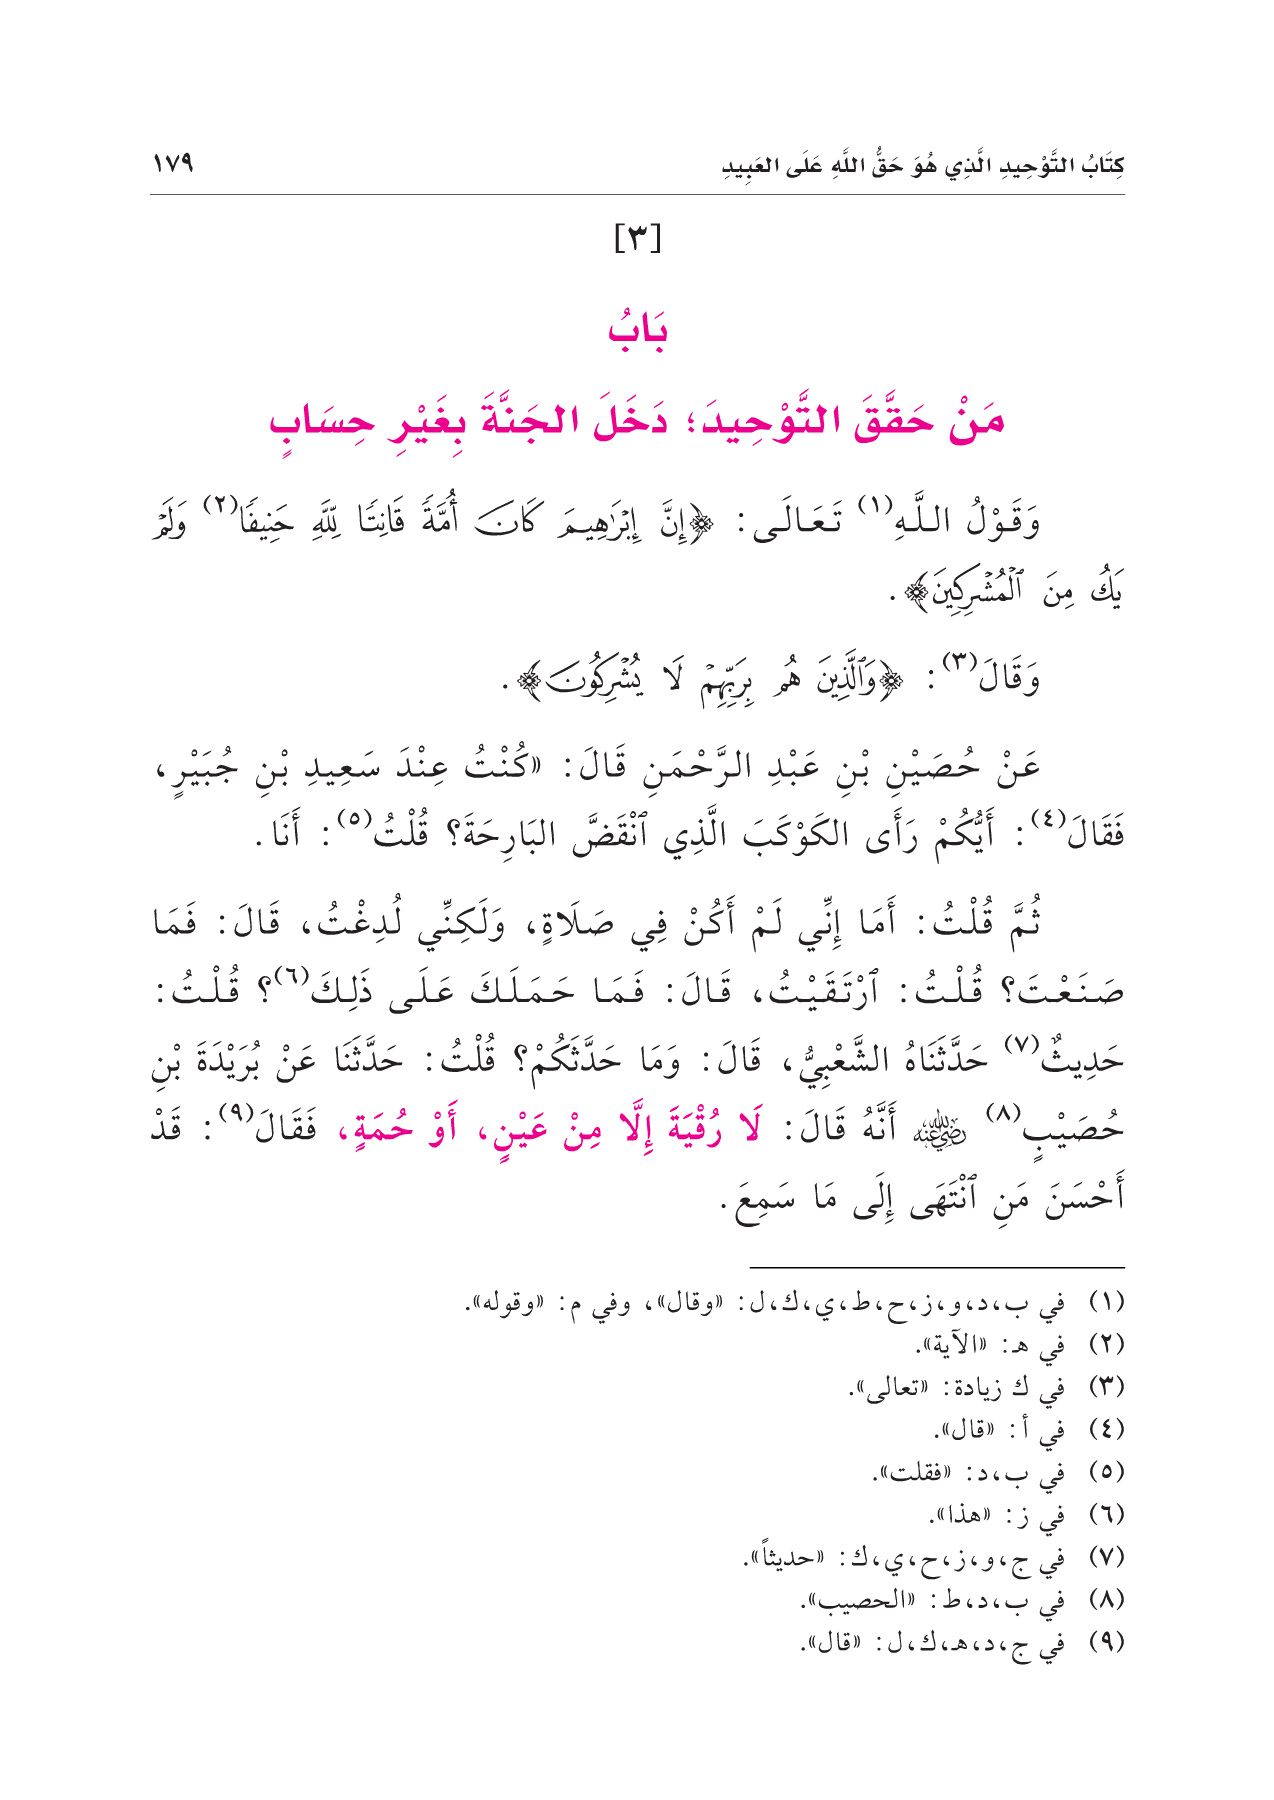 كِتَابُ التَّوْحِيدِ الَّذِي هُوَ حَقُّ اللَّهِ عَلَى العَبِيدِ ١٧٩
[٣]
بَابُ
مَنْ حَقَّقَ التَّوْحِيدَ؛ دَخَلَ الجَنَّةَ بِغَيْرِ حِسَابٍ
وَقَوْلُ اللَّهِ(١) تَعَالَى: ﴿إِنَّ إِبْرَٰهِيمَ كَانَ أُمَّةً قَانِتًا لِلَّهِ حَنِيفًا(٢) وَلَمْ
يَكُ مِنَ ٱلْمُشْرِكِينَ﴾.
وَقَالَ(٣): ﴿وَٱلَّذِينَ هُم بِرَبِّهِمْ لَا يُشْرِكُونَ﴾.
عَنْ حُصَيْنِ بْنِ عَبْدِ الرَّحْمَنِ قَالَ: «كُنْتُ عِنْدَ سَعِيدِ بْنِ جُبَيْرٍ،
فَقَالَ(٤): أَيُّكُمْ رَأَى الكَوْكَبَ الَّذِي ٱنْقَضَّ البَارِحَةَ؟ قُلْتُ(٥): أَنَا.
ثُمَّ قُلْتُ: أَمَا إِنِّي لَمْ أَكُنْ فِي صَلَاةٍ، وَلَكِنِّي لُدِغْتُ، قَالَ: فَمَا
صَنَعْتَ؟ قُلْتُ: ٱرْتَقَيْتُ، قَالَ: فَمَا حَمَلَكَ عَلَى ذَلِكَ(٦)؟ قُلْتُ:
حَدِيثٌ(٧) حَدَّثَنَاهُ الشَّعْبِيُّ، قَالَ: وَمَا حَدَّثَكُمْ؟ قُلْتُ: حَدَّثَنَا عَنْ بُرَيْدَةَ بْنِ
حُصَيْبٍ(٨) رضي الله عنه أَنَّهُ قَالَ: لَا رُقْيَةَ إِلَّا مِنْ عَيْنٍ، أَوْ حُمَةٍ، فَقَالَ(٩): قَدْ
أَحْسَنَ مَنِ ٱنْتَهَى إِلَى مَا سَمِعَ.
(١) في ب،د،و،ز،ح،ط،ي،ك،ل: «وقال»، وفي م: «وقوله».
(٢) في هـ: «الآية».
(٣) في ك زيادة: «تعالى».
(٤) في أ: «قال».
(٥) في ب،د: «فقلت».
(٦) في ز: «هذا».
(٧) في ج،و،ز،ح،ي،ك: «حديثاً».
(٨) في ب،د،ط: «الحصيب».
(٩) في ج،د،هـ،ك،ل: «قال».